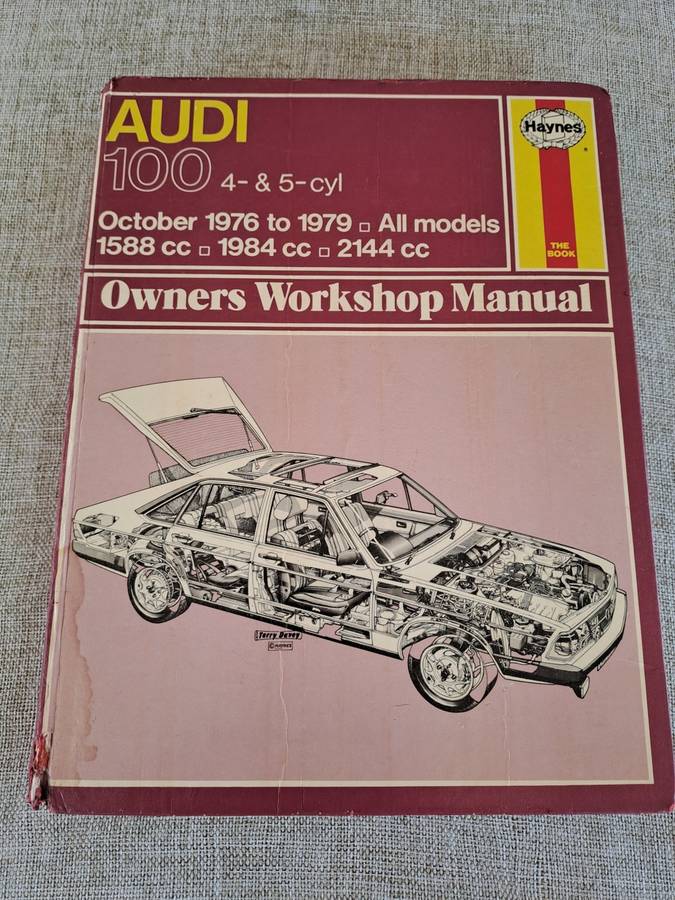 AUDI
100 4- & 5-cyl
October 1976 to 1979 □ All models
1588 cc □ 1984 cc □ 2144 cc
Haynes
®
THE
BOOK
Owners Workshop Manual
Terry Davey
© HAYNES